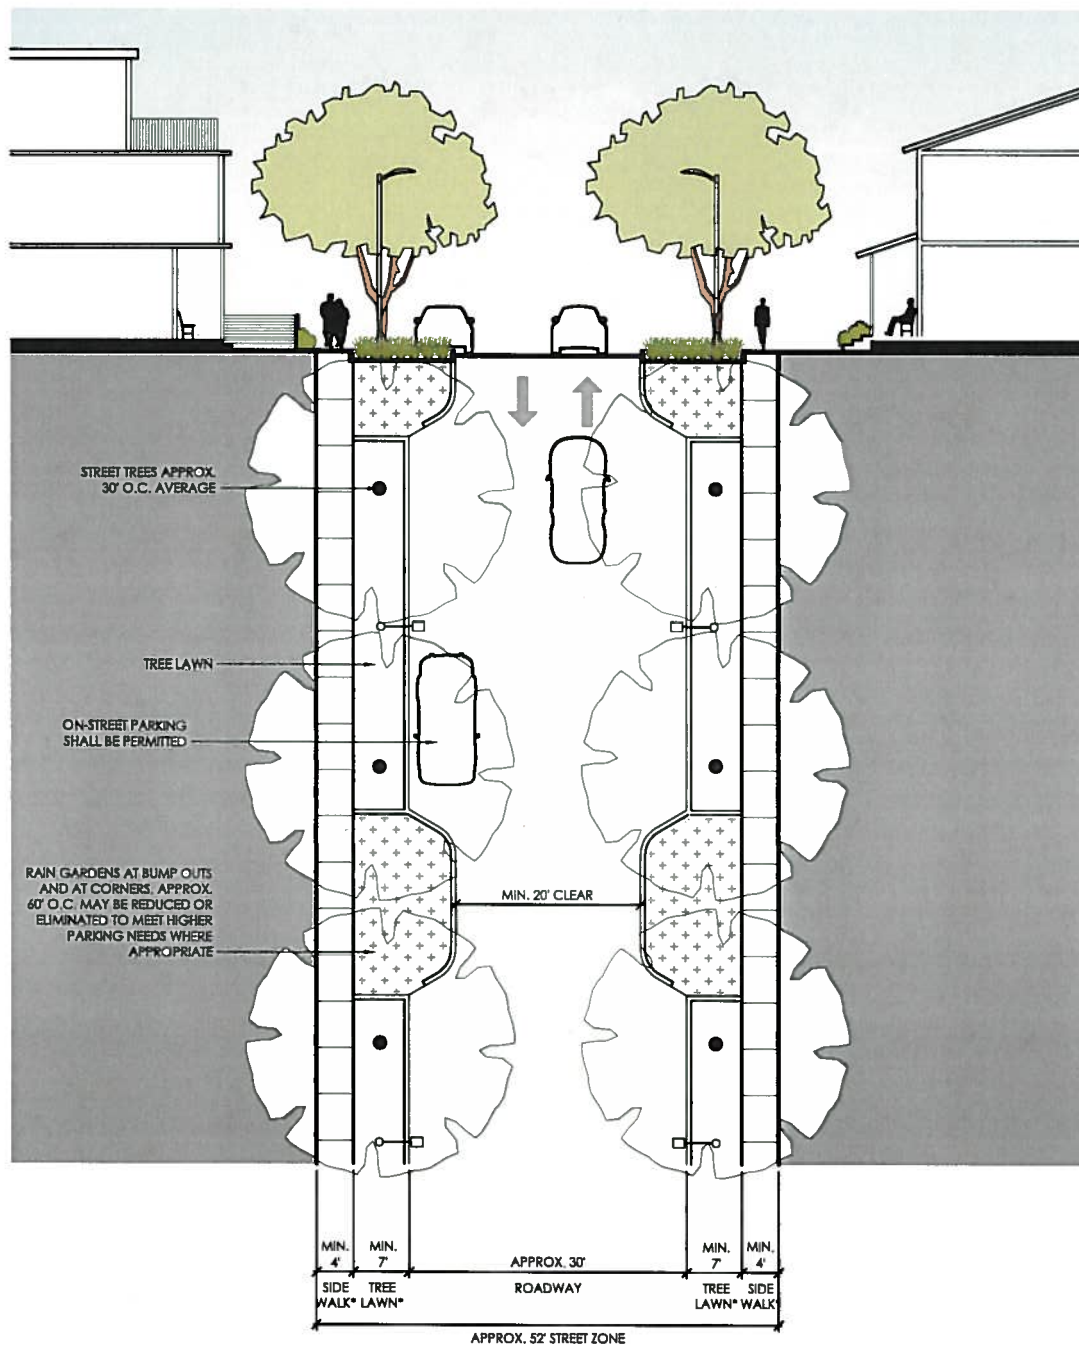 STREET TREES APPROX.
30' O.C. AVERAGE
TREE LAWN
ON-STREET PARKING
SHALL BE PERMITTED
RAIN GARDENS AT BUMP OUTS
AND AT CORNERS, APPROX.
60' O.C. MAY BE REDUCED OR
ELIMINATED TO MEET HIGHER
PARKING NEEDS WHERE
APPROPRIATE
MIN. 20' CLEAR
MIN.
4'
SIDE
WALK*
MIN.
7'
TREE
LAWN*
APPROX. 30'
ROADWAY
MIN.
7'
TREE
LAWN*
MIN.
4'
SIDE
WALK*
APPROX. 52' STREET ZONE